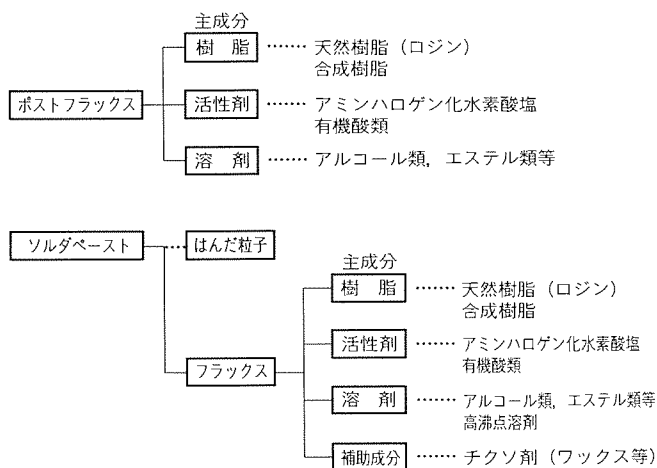 主成分
樹 脂 ……… 天然樹脂（ロジン）
合成樹脂
ポストフラックス 活性剤 ……… アミンハロゲン化水素酸塩
有機酸類
溶 剤 ……… アルコール類，エステル類等
ソルダペースト …… はんだ粒子
主成分
樹 脂 ……… 天然樹脂（ロジン）
合成樹脂
活性剤 ……… アミンハロゲン化水素酸塩
有機酸類
フラックス
溶 剤 ……… アルコール類，エステル類等
高沸点溶剤
補助成分 ……… チクソ剤（ワックス等）